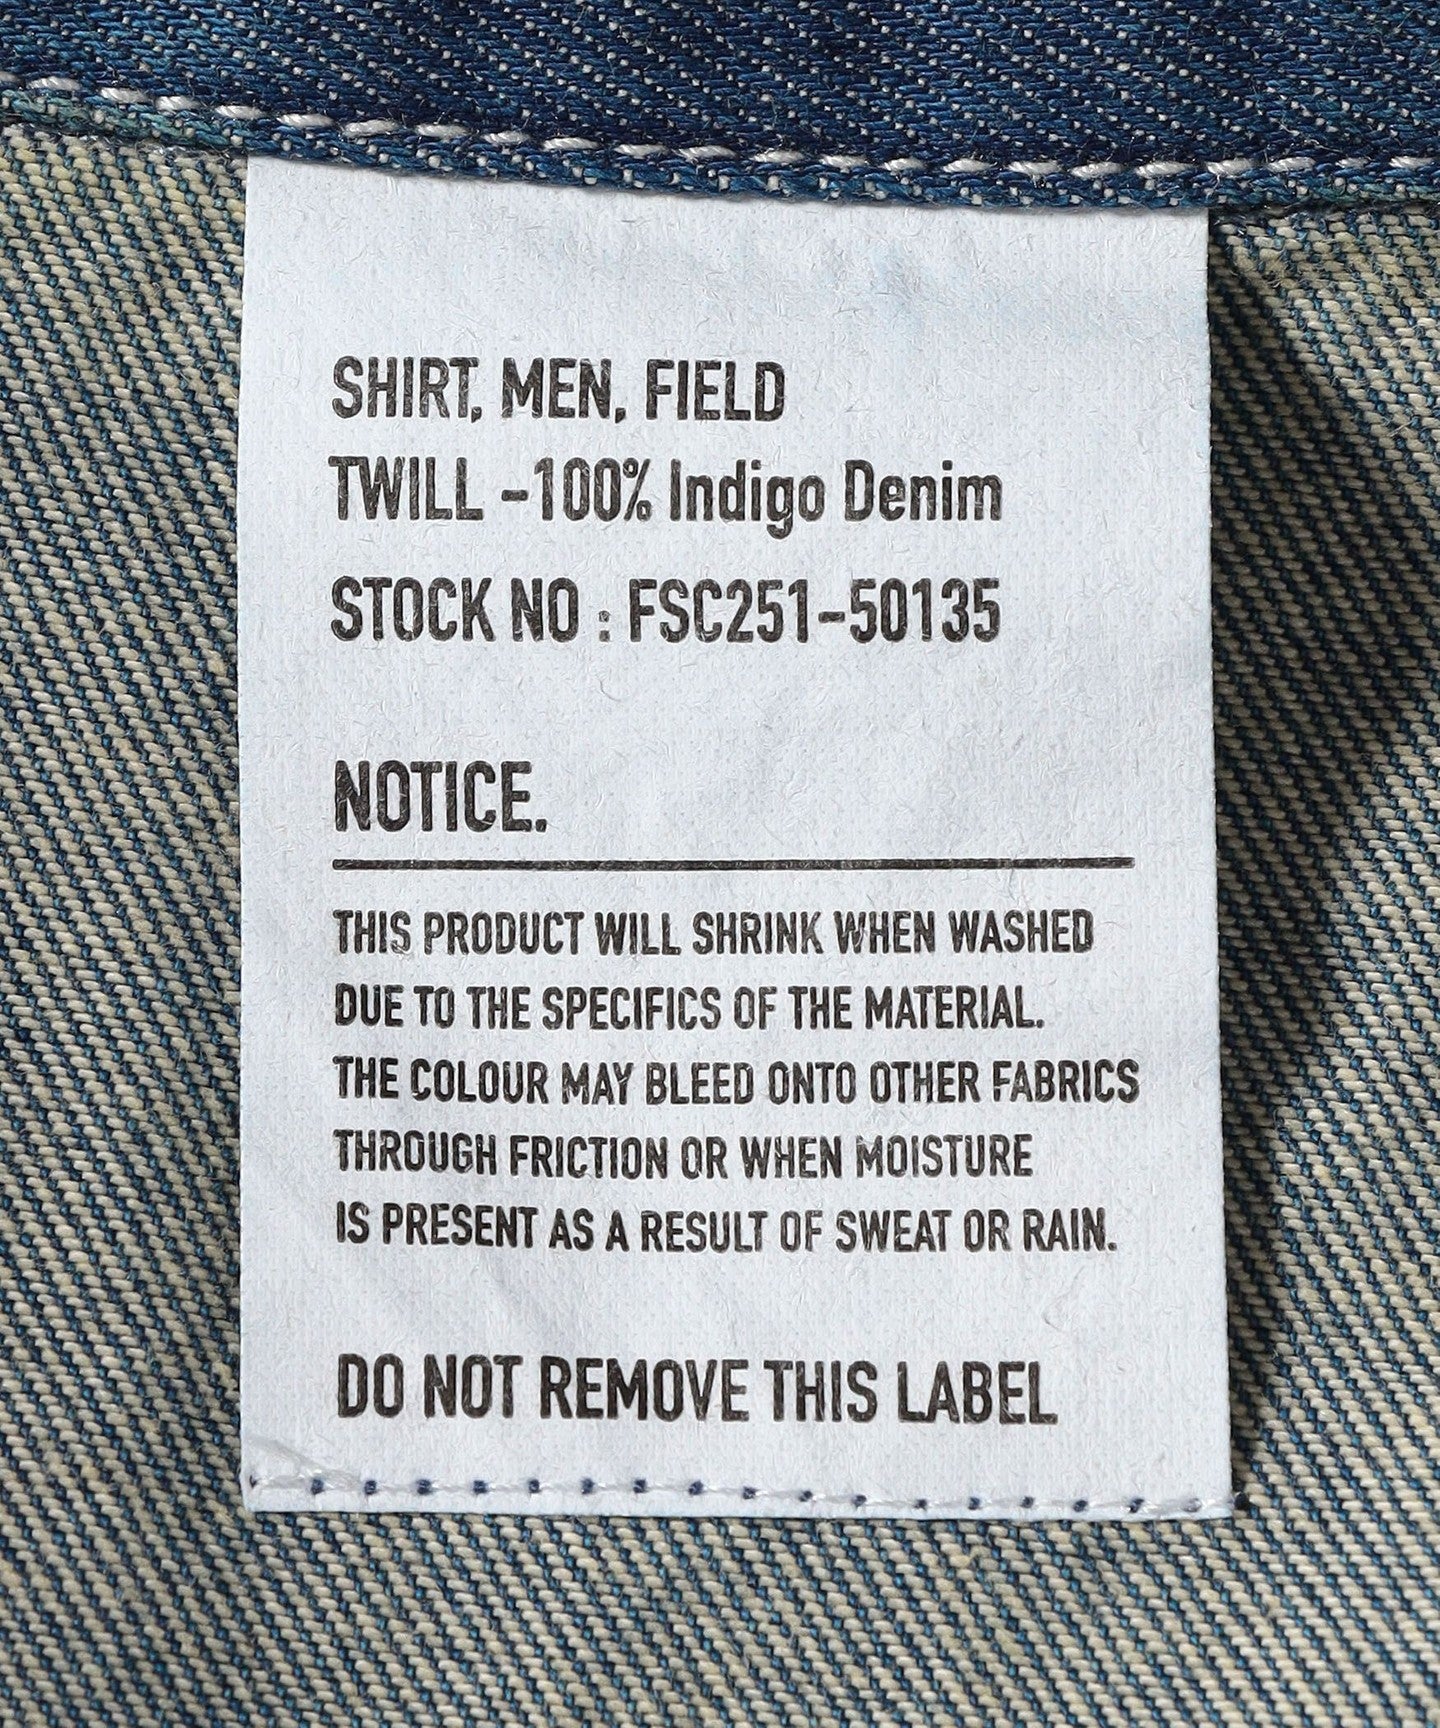 SHIRT, MEN, FIELD
TWILL -100% Indigo Denim
STOCK NO : FSC251-50135
NOTICE.
THIS PRODUCT WILL SHRINK WHEN WASHED
DUE TO THE SPECIFICS OF THE MATERIAL.
THE COLOUR MAY BLEED ONTO OTHER FABRICS
THROUGH FRICTION OR WHEN MOISTURE
IS PRESENT AS A RESULT OF SWEAT OR RAIN.
DO NOT REMOVE THIS LABEL